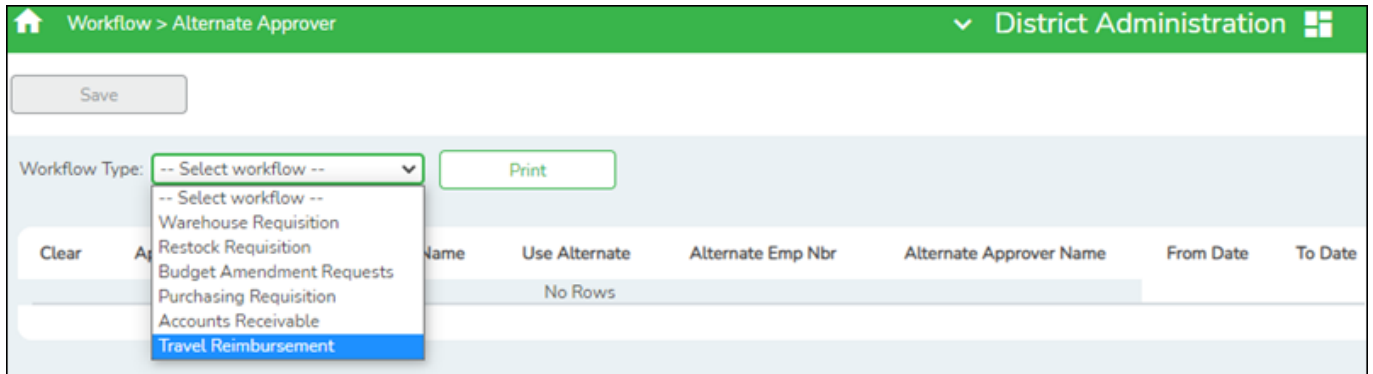 Workflow > Alternate Approver
District Administration
Save
Workflow Type: -- Select workflow --
Print
-- Select workflow --
Warehouse Requisition
Restock Requisition
Budget Amendment Requests
Purchasing Requisition
Accounts Receivable
Travel Reimbursement
Clear Name Use Alternate Alternate Emp Nbr Alternate Approver Name From Date To Date
No Rows